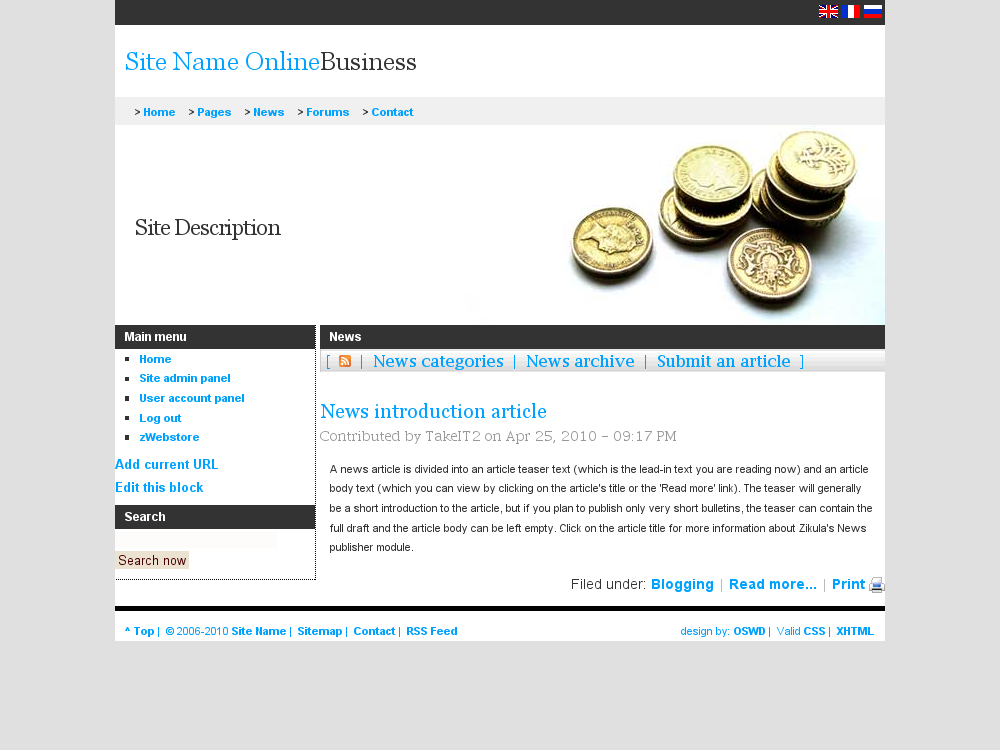 Site Name OnlineBusiness
> Home > Pages > News > Forums > Contact
Site Description
Main menu
Home
Site admin panel
User account panel
Log out
zWebstore
Add current URL
Edit this block
Search
Search now
News
[ | News categories | News archive | Submit an article ]
News introduction article
Contributed by TakeIT2 on Apr 25, 2010 - 09:17 PM
A news article is divided into an article teaser text (which is the lead-in text you are reading now) and an article
body text (which you can view by clicking on the article's title or the 'Read more' link). The teaser will generally
be a short introduction to the article, but if you plan to publish only very short bulletins, the teaser can contain the
full draft and the article body can be left empty. Click on the article title for more information about Zikula's News
publisher module.
Filed under: Blogging | Read more... | Print
^ Top | © 2006-2010 Site Name | Sitemap | Contact | RSS Feed
design by: OSWD | Valid CSS | XHTML